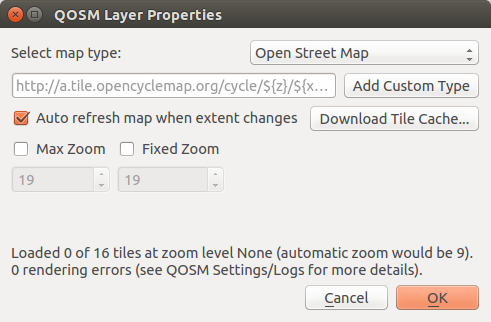 QOSM Layer Properties
Select map type: Open Street Map
http://a.tile.opencyclemap.org/cycle/${z}/${x... Add Custom Type
Auto refresh map when extent changes Download Tile Cache...
Max Zoom Fixed Zoom
19 19
Loaded 0 of 16 tiles at zoom level None (automatic zoom would be 9).
0 rendering errors (see QOSM Settings/Logs for more details).
Cancel OK